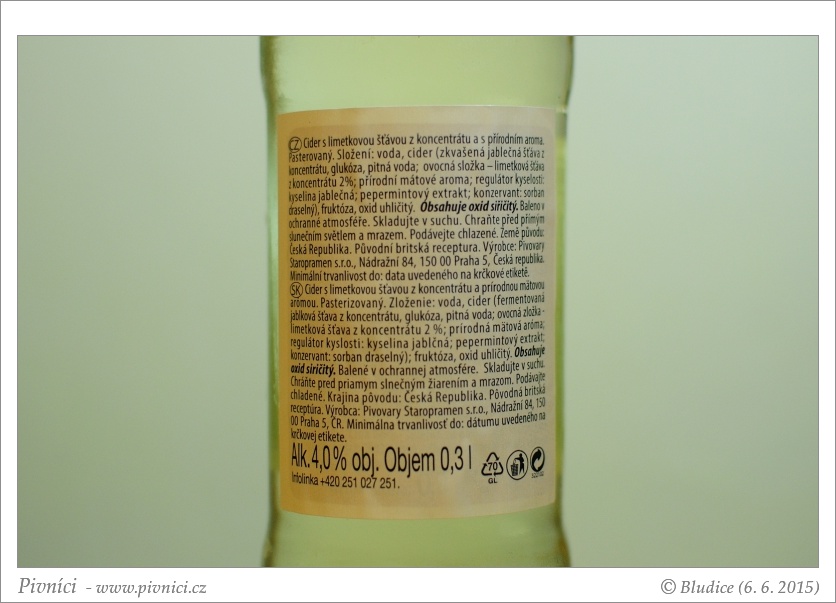 CZ Cider s limetkovou šťávou z koncentrátu a s přírodním aroma.
Pasterovaný. Složení: voda, cider (zkvašená jablečná šťáva z
koncentrátu, glukóza, pitná voda; ovocná složka – limetková šťáva
z koncentrátu 2%; přírodní mátové aroma; regulátor kyselosti:
kyselina jablečná; pepermintový extrakt; konzervant: sorban
draselný), fruktóza, oxid uhličitý. Obsahuje oxid siřičitý. Baleno v
ochranné atmosféře. Skladujte v suchu. Chraňte před přímým
slunečním světlem a mrazem. Podávejte chlazené. Země původu:
Česká Republika. Původní britská receptura. Výrobce: Pivovary
Staropramen s.r.o., Nádražní 84, 150 00 Praha 5, Česká republika.
Minimální trvanlivost do: data uvedeného na krčkové etiketě.
SK Cider s limetkovou šťavou z koncentrátu a prírodnou mätovou
arómou. Pasterizovaný. Zloženie: voda, cider (fermentovaná
jablková šťava z koncentrátu, glukóza, pitná voda; ovocná zložka -
limetková šťava z koncentrátu 2 %; prírodná mätová aróma;
regulátor kyslosti: kyselina jablčná; pepermintový extrakt;
konzervant: sorban draselný); fruktóza, oxid uhličitý. Obsahuje
oxid siričitý. Balené v ochrannej atmosfére. Skladujte v suchu.
Chráňte pred priamym slnečným žiarením a mrazom. Podávajte
chladené. Krajina pôvodu: Česká Republika. Pôvodná britská
receptúra. Výrobca: Pivovary Staropramen s.r.o., Nádražní 84, 150
00 Praha 5, ČR. Minimálna trvanlivosť do: dátumu uvedeného na
krčkovej etikete.
Alk. 4,0 % obj. Objem 0,3 l
Infolinka +420 251 027 251.
70
GL
Pivníci - www.pivnici.cz
© Bludice (6. 6. 2015)